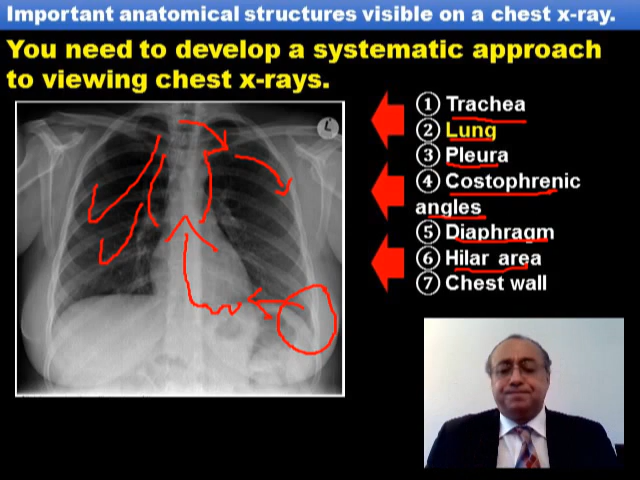 Important anatomical structures visible on a chest x-ray.
You need to develop a systematic approach
to viewing chest x-rays.
L
① Trachea
② Lung
③ Pleura
④ Costophrenic
angles
⑤ Diaphragm
⑥ Hilar area
⑦ Chest wall